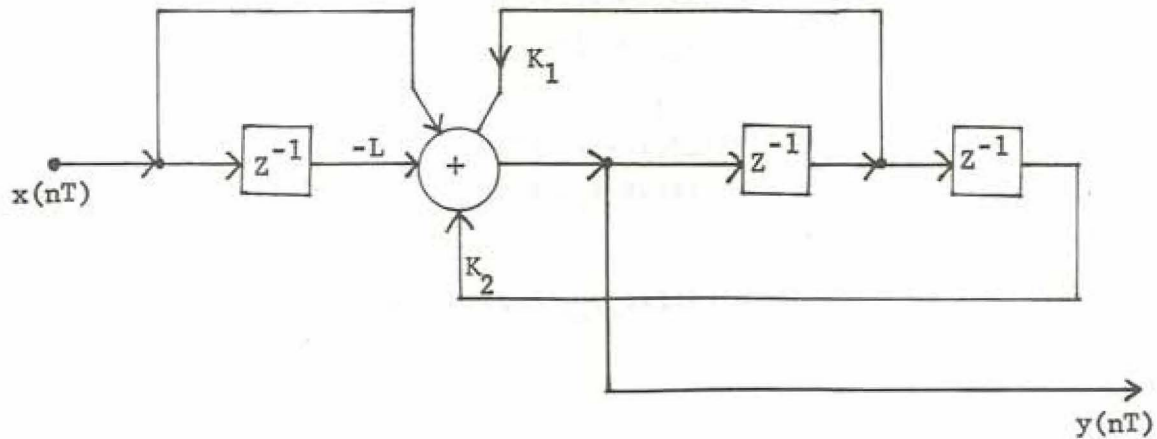 K₁
z⁻¹
-L
+
z⁻¹
z⁻¹
x(nT)
K₂
y(nT)